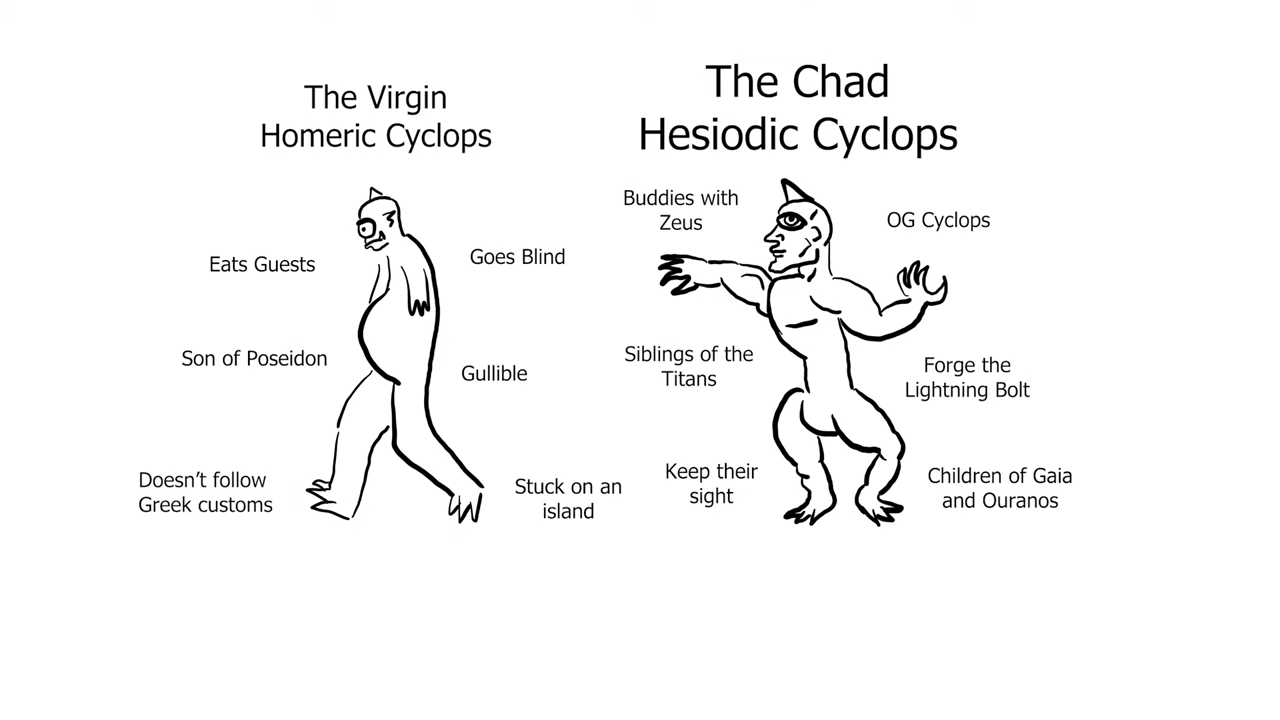 The Virgin
Homeric Cyclops
Eats Guests
Goes Blind
Son of Poseidon
Gullible
Doesn’t follow
Greek customs
Stuck on an
island
The Chad
Hesiodic Cyclops
Buddies with
Zeus
OG Cyclops
Siblings of the
Titans
Forge the
Lightning Bolt
Keep their
sight
Children of Gaia
and Ouranos